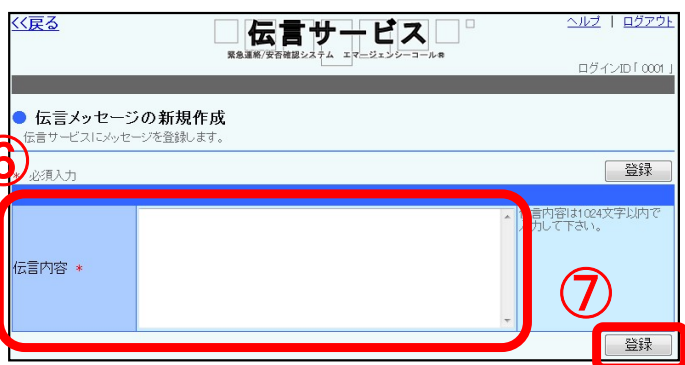 <<戻る
伝言サービス
ヘルプ | ログアウト
緊急連絡/安否確認システム エマージェンシーコール®
ログインID「 0001 」
● 伝言メッセージの新規作成
伝言サービスにメッセージを登録します。
⑥
* 必須入力
登録
伝言内容 *
伝言内容は1024文字以内で
入力して下さい。
⑦
登録